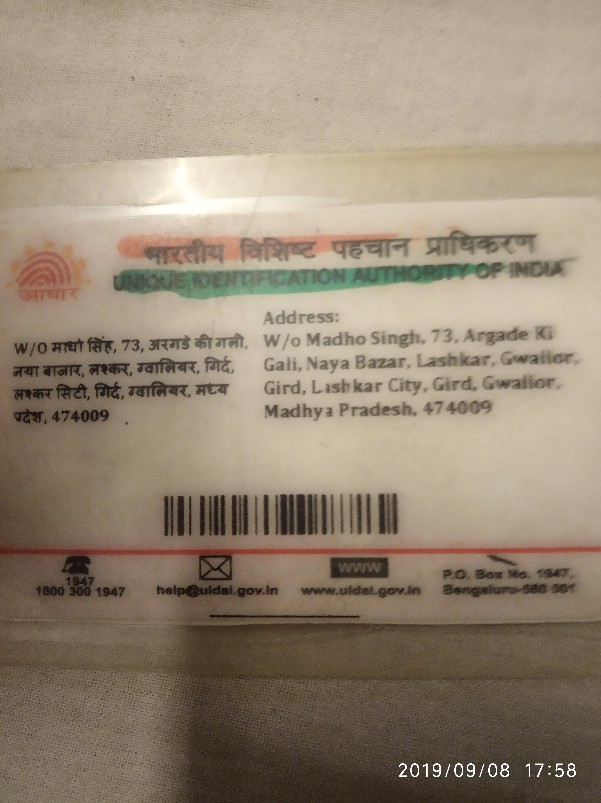 भारतीय विशिष्ट पहचान प्राधिकरण
UNIQUE IDENTIFICATION AUTHORITY OF INDIA
आधार
W/O माधो सिंह, 73, अरगडे की गली,
नया बाजार, लश्कर, ग्वालियर, गिर्द,
लश्कर सिटी, गिर्द, ग्वालियर, मध्य
प्रदेश, 474009
Address:
W/o Madho Singh, 73, Argade Ki
Gali, Naya Bazar, Lashkar, Gwalior,
Gird, Lashkar City, Gird, Gwalior,
Madhya Pradesh, 474009
1947
1800 300 1947
help@uidai.gov.in
WWW
www.uidai.gov.in
P.O. Box No. 1947,
Bengaluru-560 001
2019/09/08 17:58